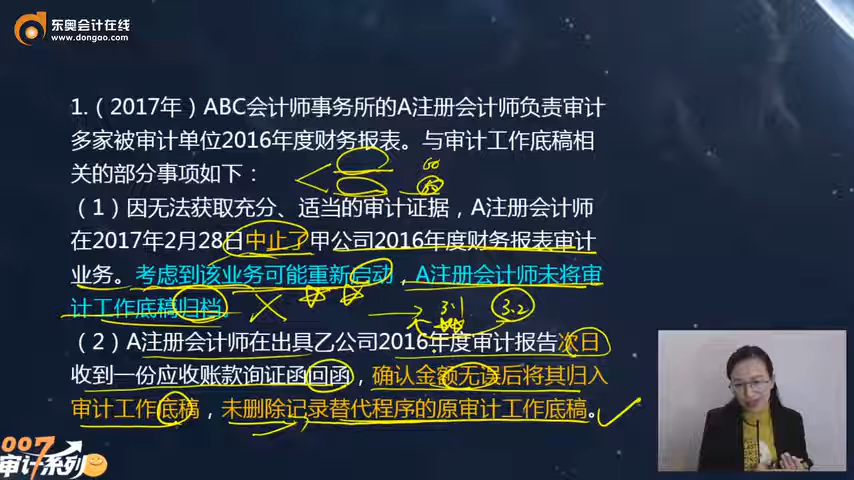 东奥会计在线
www.dongao.com
1.（2017年）ABC会计师事务所的A注册会计师负责审计
多家被审计单位2016年度财务报表。与审计工作底稿相
关的部分事项如下：
（1）因无法获取充分、适当的审计证据，A注册会计师
在2017年2月28日中止了甲公司2016年度财务报表审计
业务。考虑到该业务可能重新启动，A注册会计师未将审
计工作底稿归档。
3.1
3.2
（2）A注册会计师在出具乙公司2016年度审计报告次日
收到一份应收账款询证函回函，确认金额无误后将其归入
审计工作底稿，未删除记录替代程序的原审计工作底稿。
007
审计系列